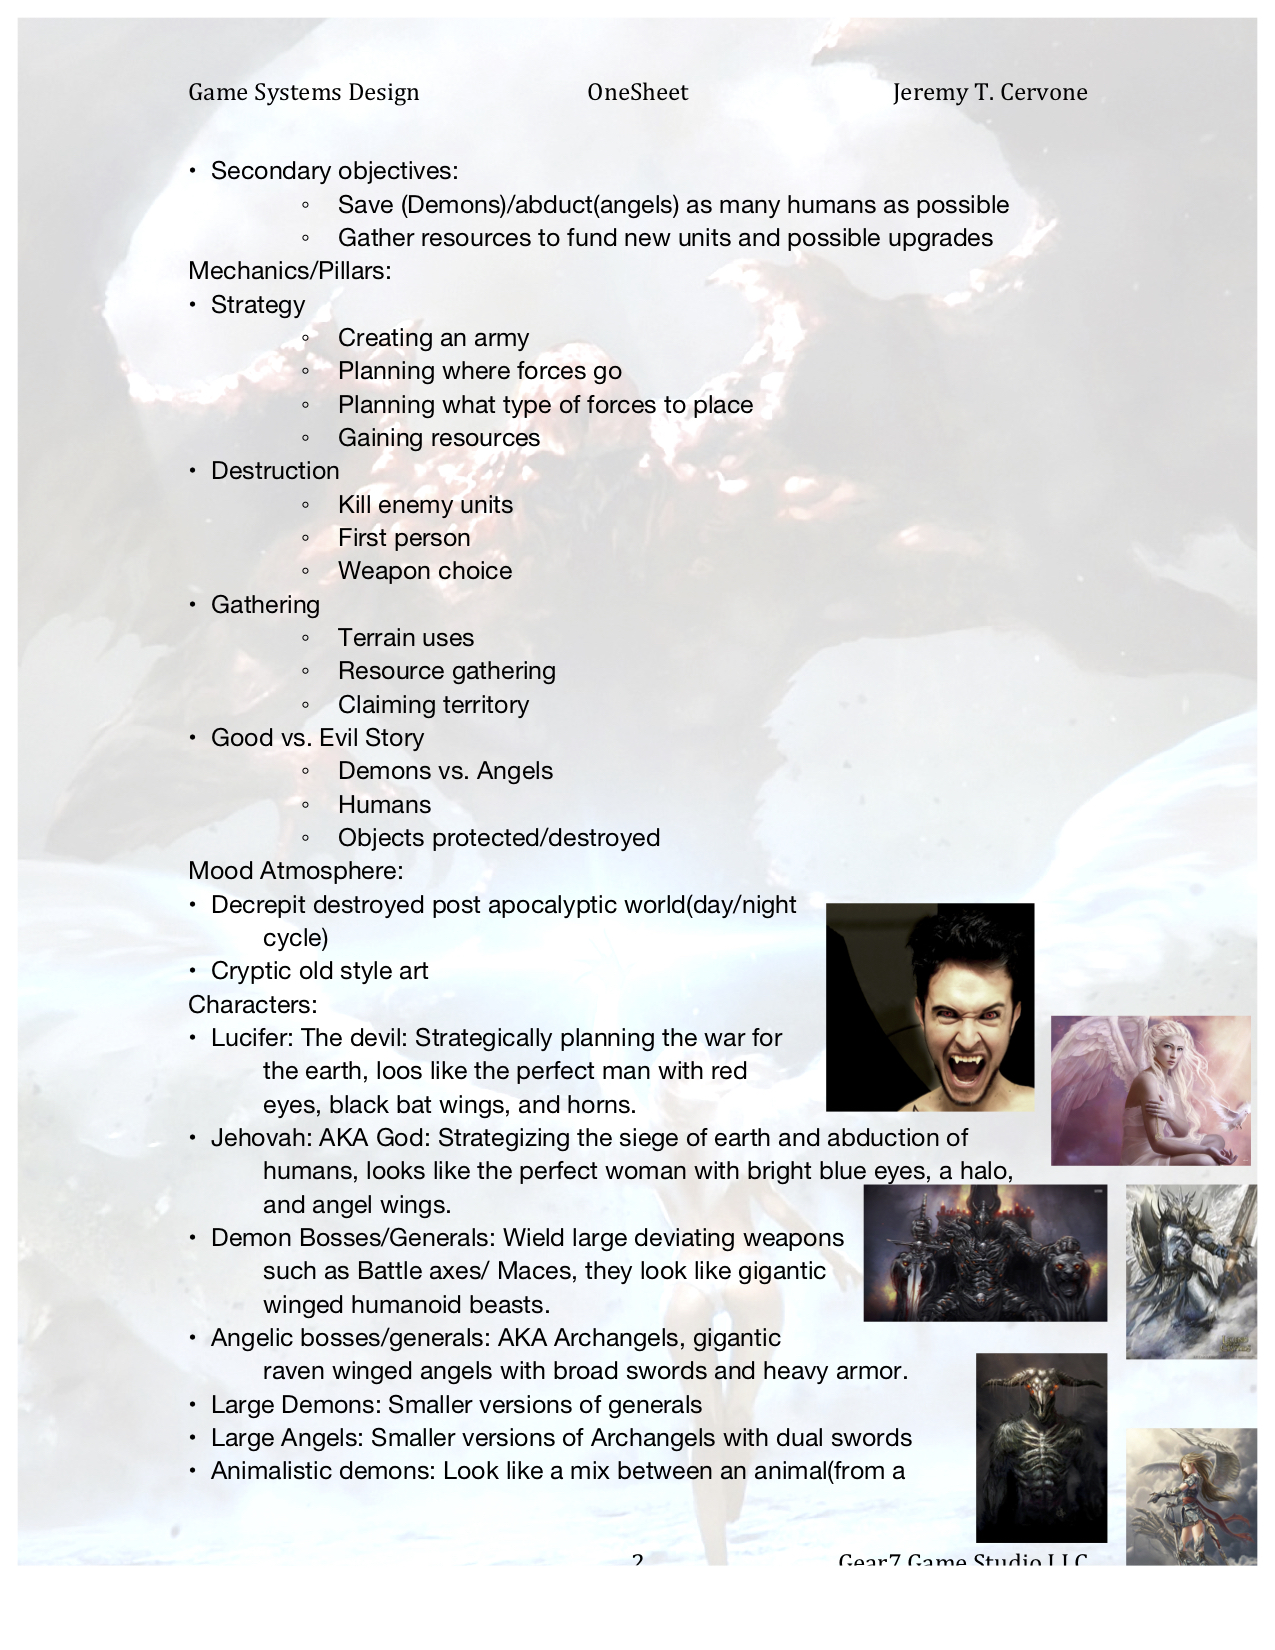 Game Systems Design OneSheet Jeremy T. Cervone
• Secondary objectives:
◦ Save (Demons)/abduct(angels) as many humans as possible
◦ Gather resources to fund new units and possible upgrades
Mechanics/Pillars:
• Strategy
◦ Creating an army
◦ Planning where forces go
◦ Planning what type of forces to place
◦ Gaining resources
• Destruction
◦ Kill enemy units
◦ First person
◦ Weapon choice
• Gathering
◦ Terrain uses
◦ Resource gathering
◦ Claiming territory
• Good vs. Evil Story
◦ Demons vs. Angels
◦ Humans
◦ Objects protected/destroyed
Mood Atmosphere:
• Decrepit destroyed post apocalyptic world(day/night
cycle)
• Cryptic old style art
Characters:
• Lucifer: The devil: Strategically planning the war for
the earth, loos like the perfect man with red
eyes, black bat wings, and horns.
• Jehovah: AKA God: Strategizing the siege of earth and abduction of
humans, looks like the perfect woman with bright blue eyes, a halo,
and angel wings.
• Demon Bosses/Generals: Wield large deviating weapons
such as Battle axes/ Maces, they look like gigantic
winged humanoid beasts.
• Angelic bosses/generals: AKA Archangels, gigantic
raven winged angels with broad swords and heavy armor.
• Large Demons: Smaller versions of generals
• Large Angels: Smaller versions of Archangels with dual swords
• Animalistic demons: Look like a mix between an animal(from a
2 Gear7 Game Studio LLC